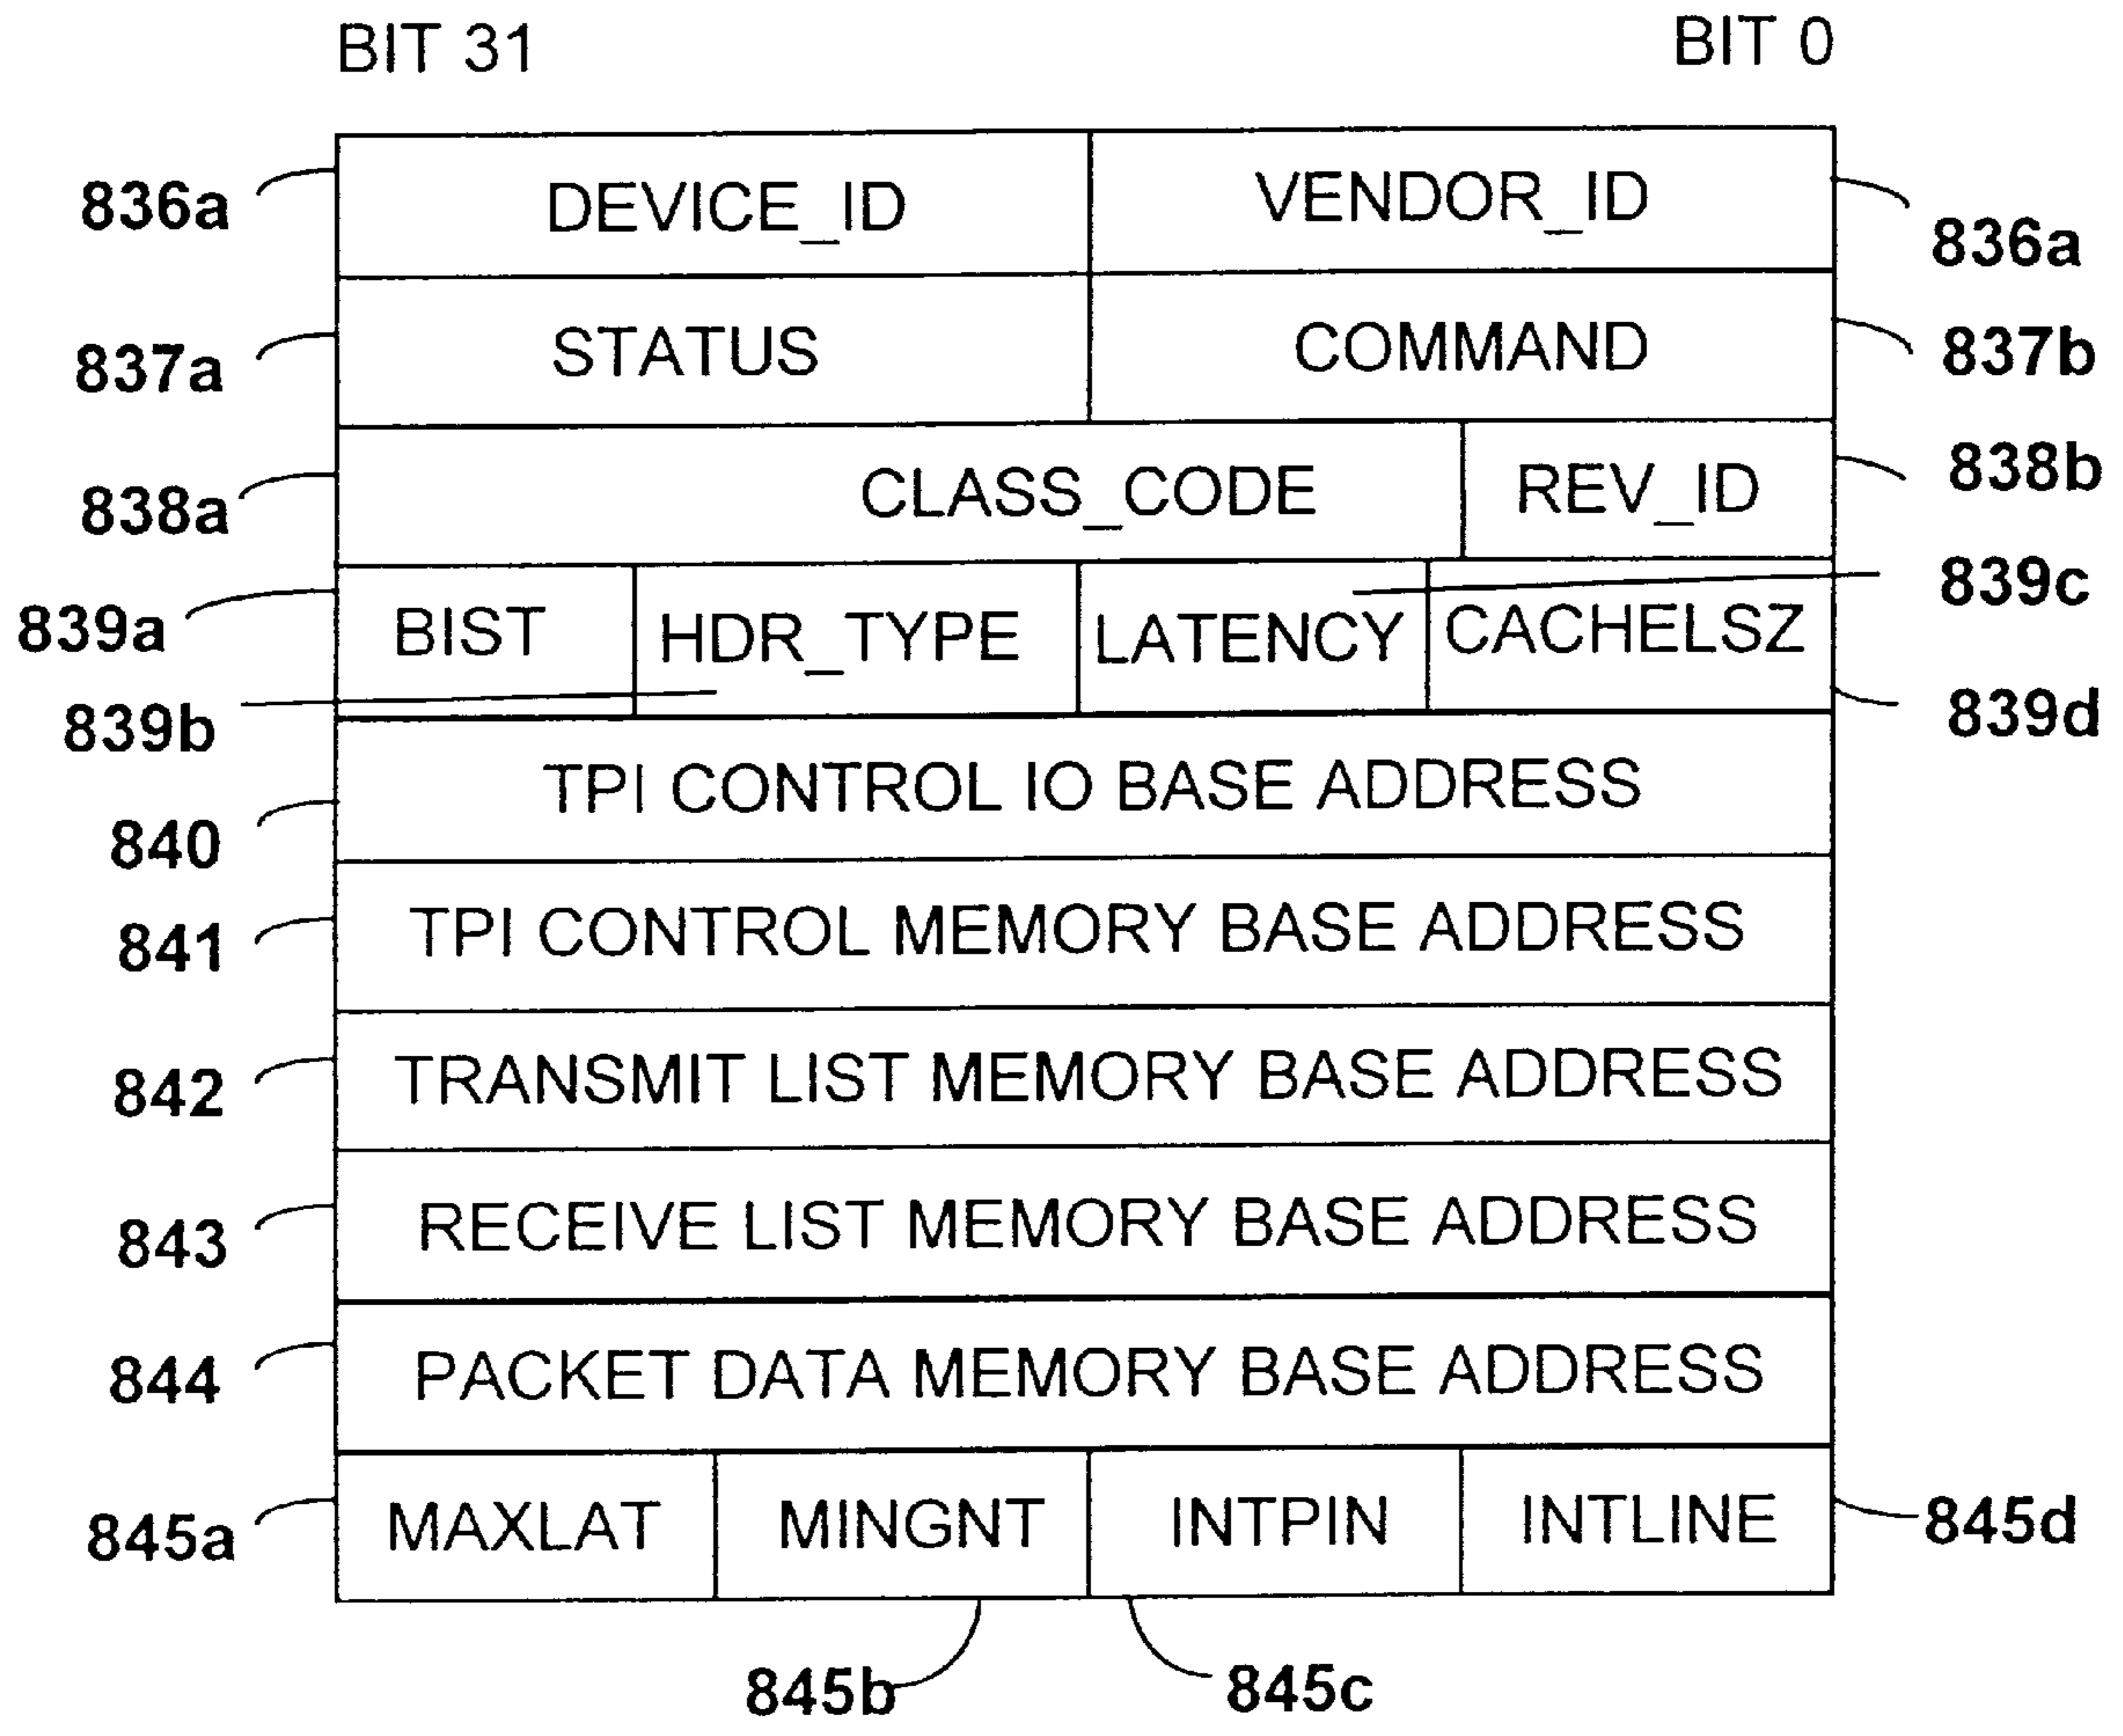 BIT 31 BIT 0
836a DEVICE_ID VENDOR_ID 836a
837a STATUS COMMAND 837b
838a CLASS_CODE REV_ID 838b
839a BIST HDR_TYPE LATENCY CACHELSZ 839c
839b 839d
TPI CONTROL IO BASE ADDRESS
840
841 TPI CONTROL MEMORY BASE ADDRESS
842 TRANSMIT LIST MEMORY BASE ADDRESS
843 RECEIVE LIST MEMORY BASE ADDRESS
844 PACKET DATA MEMORY BASE ADDRESS
845a MAXLAT MINGNT INTPIN INTLINE 845d
845b 845c